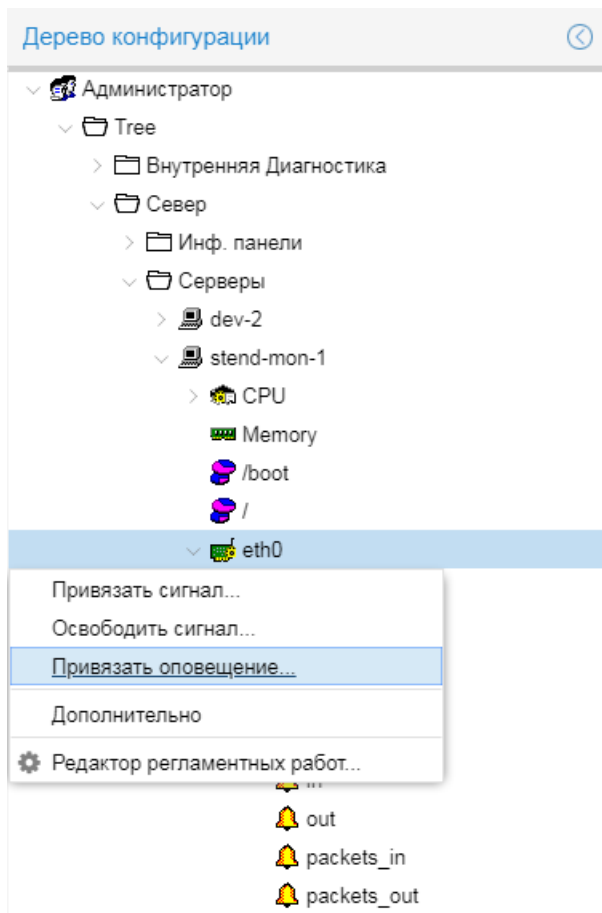 Дерево конфигурации
Администратор
Tree
Внутренняя Диагностика
Север
Инф. панели
Серверы
dev-2
stend-mon-1
CPU
Memory
/boot
/
eth0
Привязать сигнал...
Освободить сигнал...
Привязать оповещение...
Дополнительно
Редактор регламентных работ...
out
packets_in
packets_out